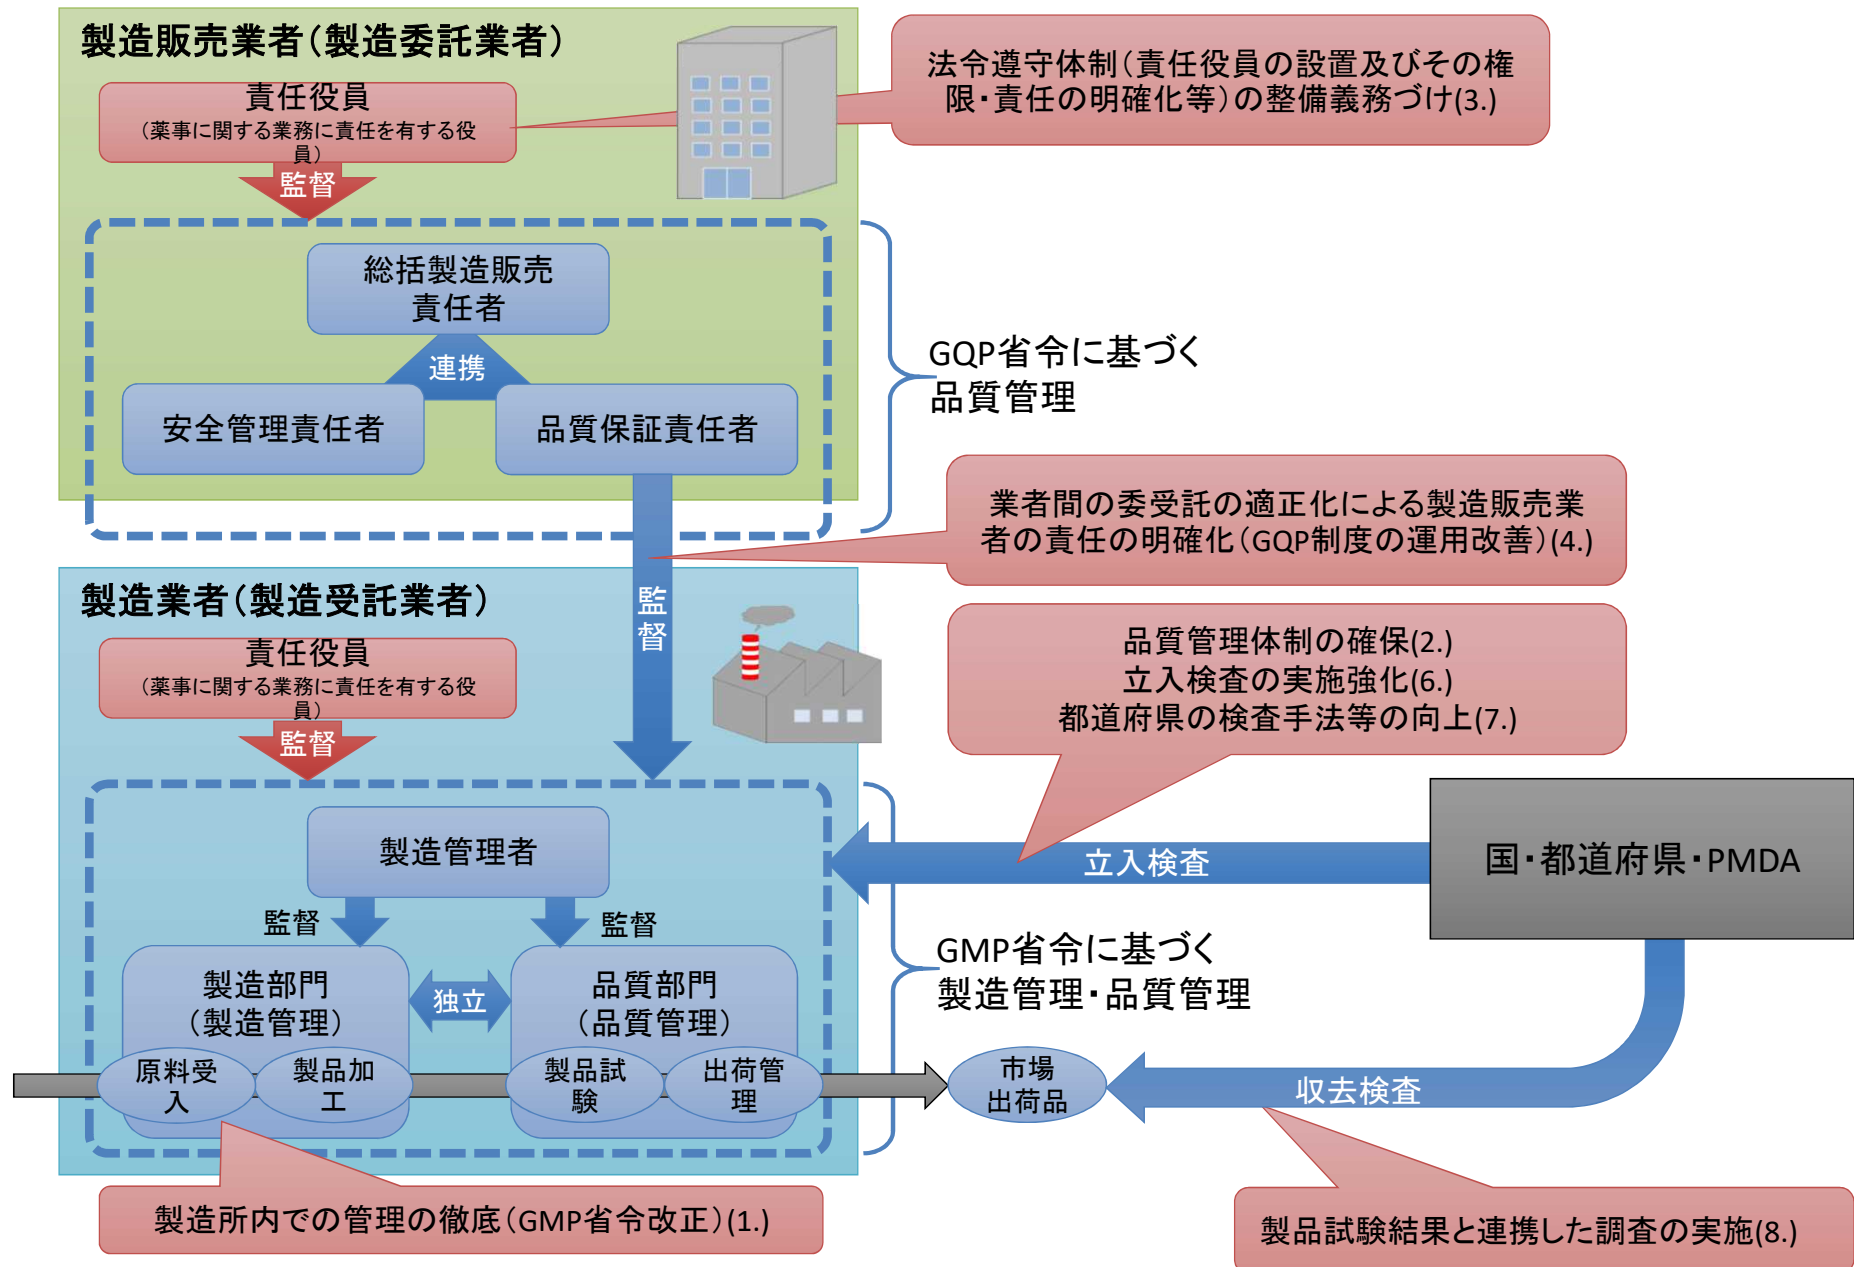 製造販売業者（製造委託業者）
責任役員
（薬事に関する業務に責任を有する役
員）
監督
法令遵守体制（責任役員の設置及びその権
限・責任の明確化等）の整備義務づけ(3.)
総括製造販売
責任者
連携
安全管理責任者
品質保証責任者
GQP省令に基づく
品質管理
業者間の委受託の適正化による製造販売業
者の責任の明確化（GQP制度の運用改善）(4.)
監
督
製造業者（製造受託業者）
責任役員
（薬事に関する業務に責任を有する役
員）
監督
品質管理体制の確保(2.)
立入検査の実施強化(6.)
都道府県の検査手法等の向上(7.)
製造管理者
立入検査
国・都道府県・PMDA
監督
監督
製造部門
（製造管理）
独立
品質部門
（品質管理）
GMP省令に基づく
製造管理・品質管理
原料受
入
製品加
工
製品試
験
出荷管
理
市場
出荷品
収去検査
製造所内での管理の徹底（GMP省令改正）(1.)
製品試験結果と連携した調査の実施(8.)